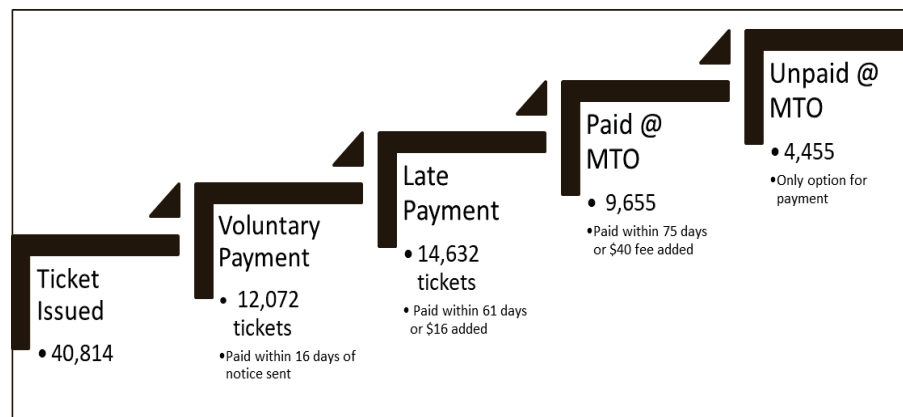 Ticket
Issued
• 40,814
Voluntary
Payment
• 12,072
tickets
•Paid within 16 days of
notice sent
Late
Payment
• 14,632
tickets
• Paid within 61 days
or $16 added
Paid @
MTO
• 9,655
•Paid within 75 days
or $40 fee added
Unpaid @
MTO
• 4,455
•Only option for
payment